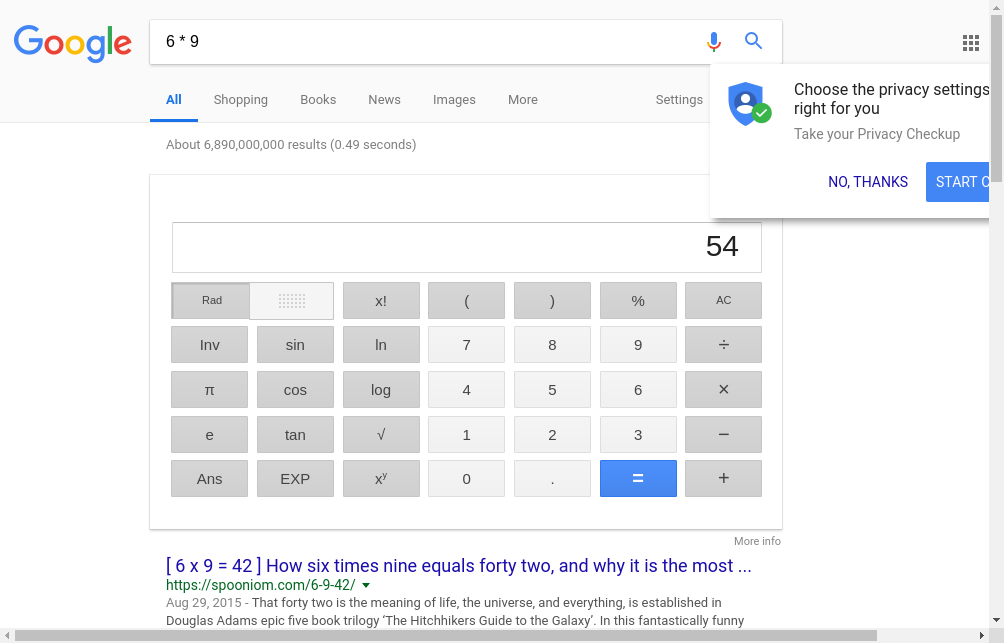 Google
6 * 9
All Shopping Books News Images More Settings
Choose the privacy settings
right for you
Take your Privacy Checkup
NO, THANKS START C
About 6,890,000,000 results (0.49 seconds)
54
Rad x! ( ) % AC
Inv sin ln 7 8 9 ÷
π cos log 4 5 6 ×
e tan √ 1 2 3 −
Ans EXP xʸ 0 . = +
More info
[ 6 x 9 = 42 ] How six times nine equals forty two, and why it is the most ...
https://spooniom.com/6-9-42/
Aug 29, 2015 - That forty two is the meaning of life, the universe, and everything, is established in
Douglas Adams epic five book trilogy ‘The Hitchhikers Guide to the Galaxy’. In this fantastically funny